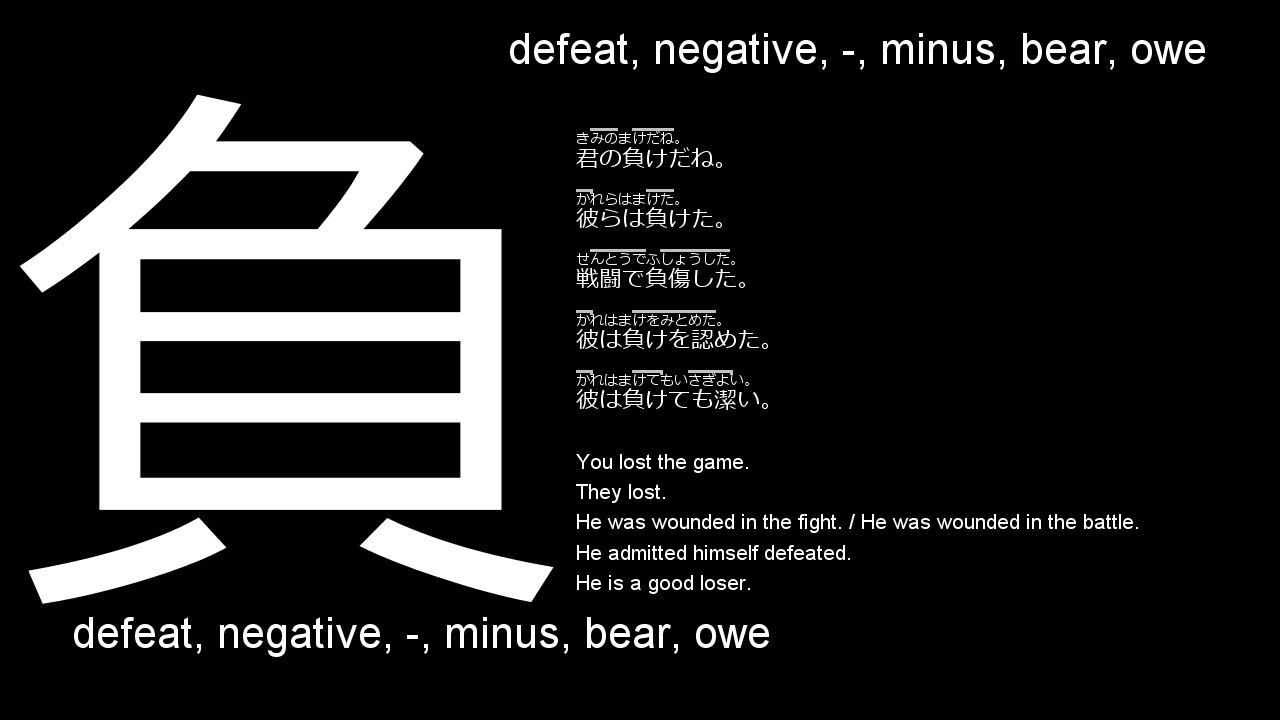 defeat, negative, -, minus, bear, owe
負
きみのまけだね。
君の負けだね。
かれらはまけた。
彼らは負けた。
せんとうでふしょうした。
戦闘で負傷した。
かれはまけをみとめた。
彼は負けを認めた。
かれはまけてもいさぎよい。
彼は負けても潔い。
You lost the game.
They lost.
He was wounded in the fight. / He was wounded in the battle.
He admitted himself defeated.
He is a good loser.
defeat, negative, -, minus, bear, owe